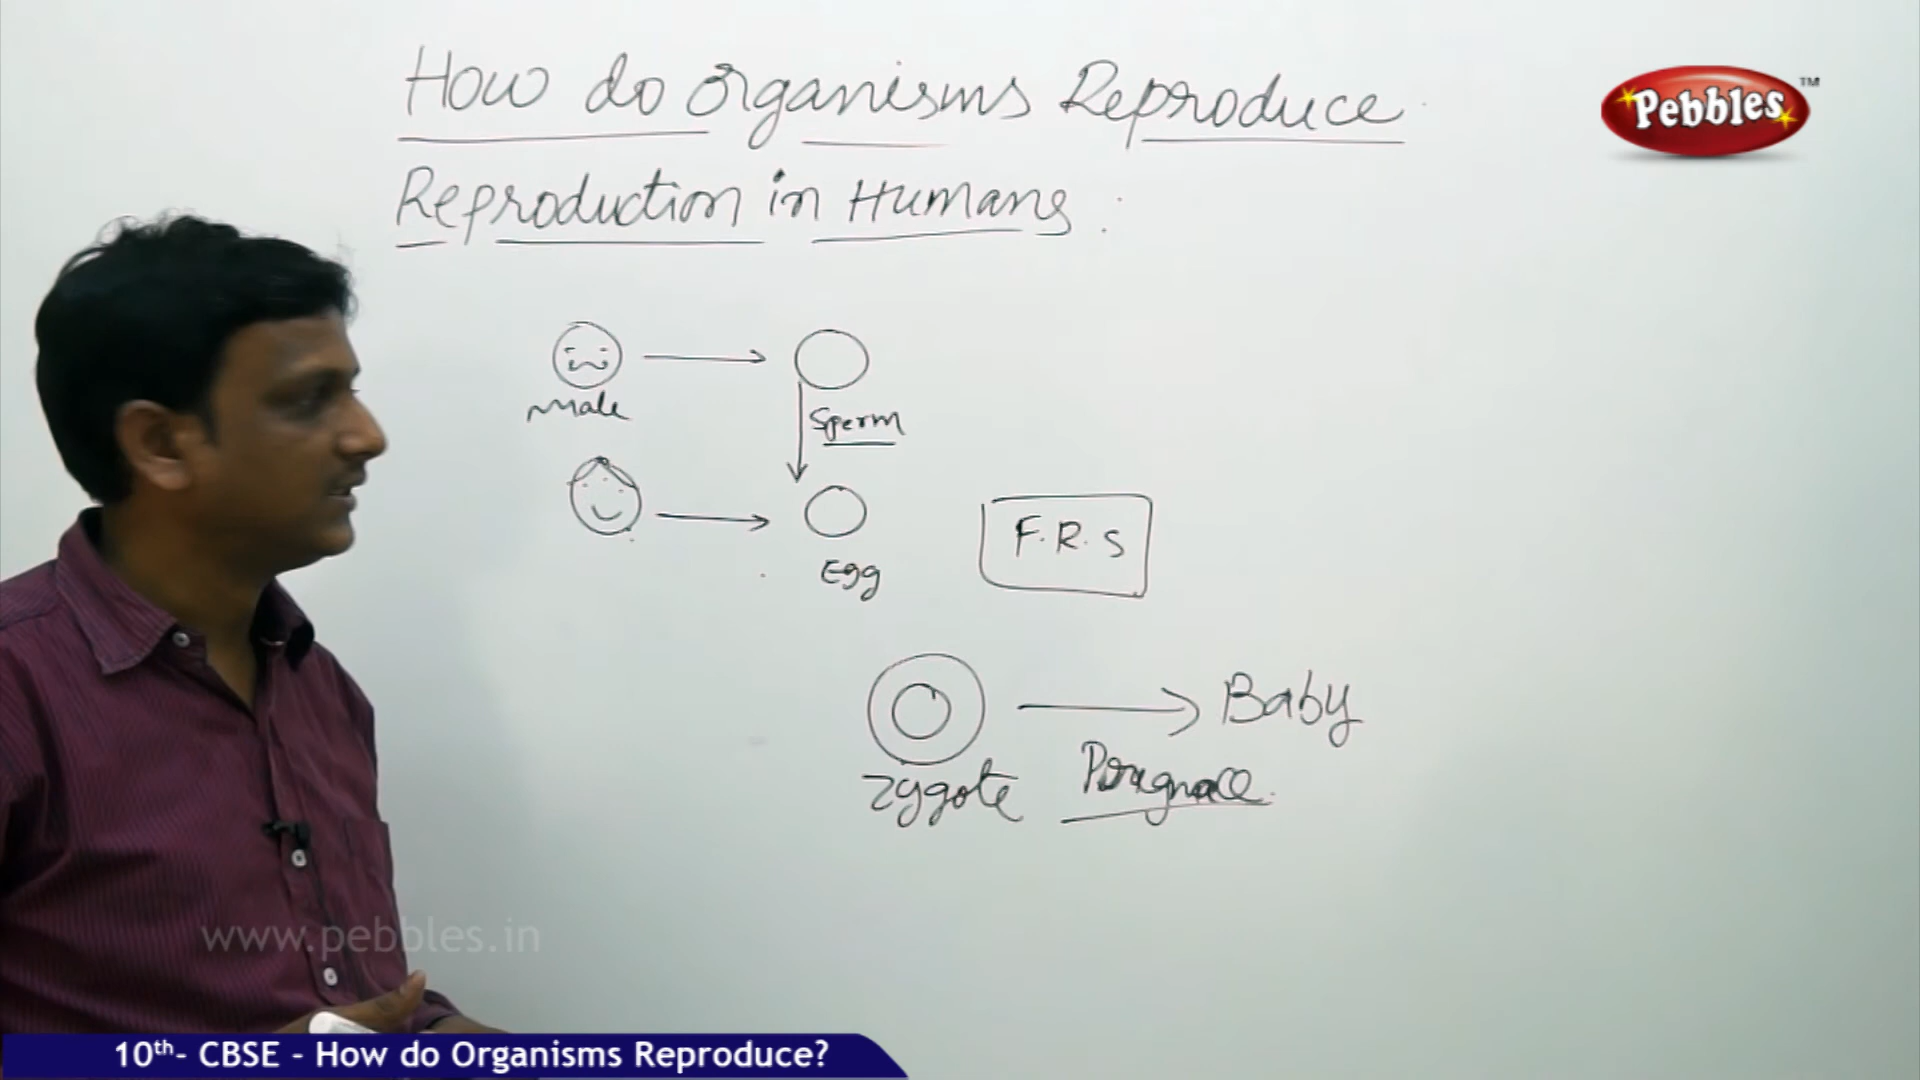 How do organisms Reproduce
Reproduction in Humans :
Pebbles TM
Male
Sperm
Egg
F.R.S
Baby
Zygote
www.pebbles.in
10th- CBSE - How do Organisms Reproduce?